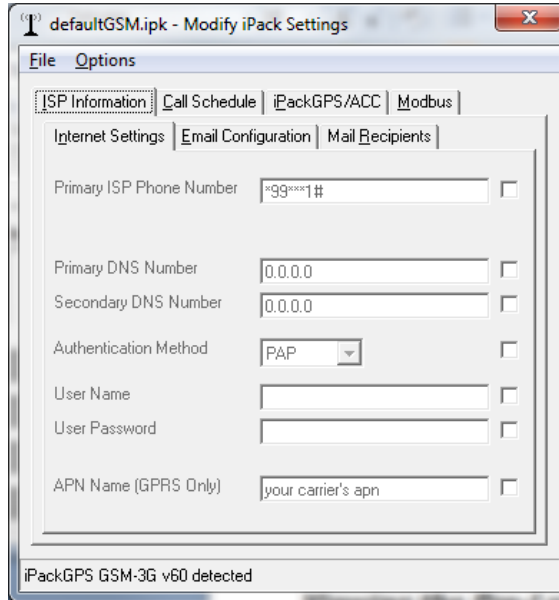 defaultGSM.ipk - Modify iPack Settings
File Options
ISP Information Call Schedule iPackGPS/ACC Modbus
Internet Settings Email Configuration Mail Recipients
Primary ISP Phone Number *99***1#
Primary DNS Number 0.0.0.0
Secondary DNS Number 0.0.0.0
Authentication Method PAP
User Name
User Password
APN Name (GPRS Only) your carrier's apn
iPackGPS GSM-3G v60 detected